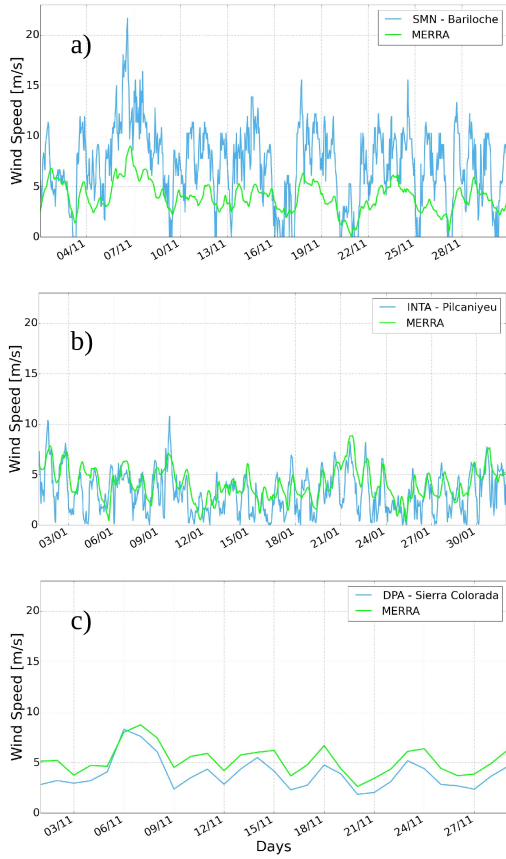 a)
SMN - Bariloche
MERRA
Wind Speed [m/s]
20
15
10
5
0
04/11 07/11 10/11 13/11 16/11 19/11 22/11 25/11 28/11
b)
INTA - Pilcaniyeu
MERRA
Wind Speed [m/s]
20
15
10
5
0
03/01 06/01 09/01 12/01 15/01 18/01 21/01 24/01 27/01 30/01
c)
DPA - Sierra Colorada
MERRA
Wind Speed [m/s]
20
15
10
5
0
03/11 06/11 09/11 12/11 15/11 18/11 21/11 24/11 27/11
Days